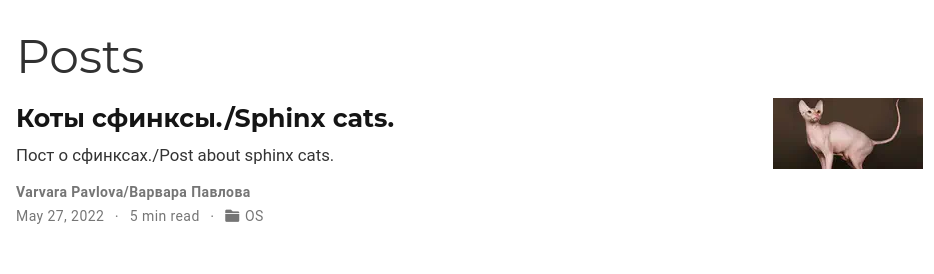 Posts
Коты сфинксы./Sphinx cats.
Пост о сфинксах./Post about sphinx cats.
Varvara Pavlova/Варвара Павлова
May 27, 2022 · 5 min read · OS